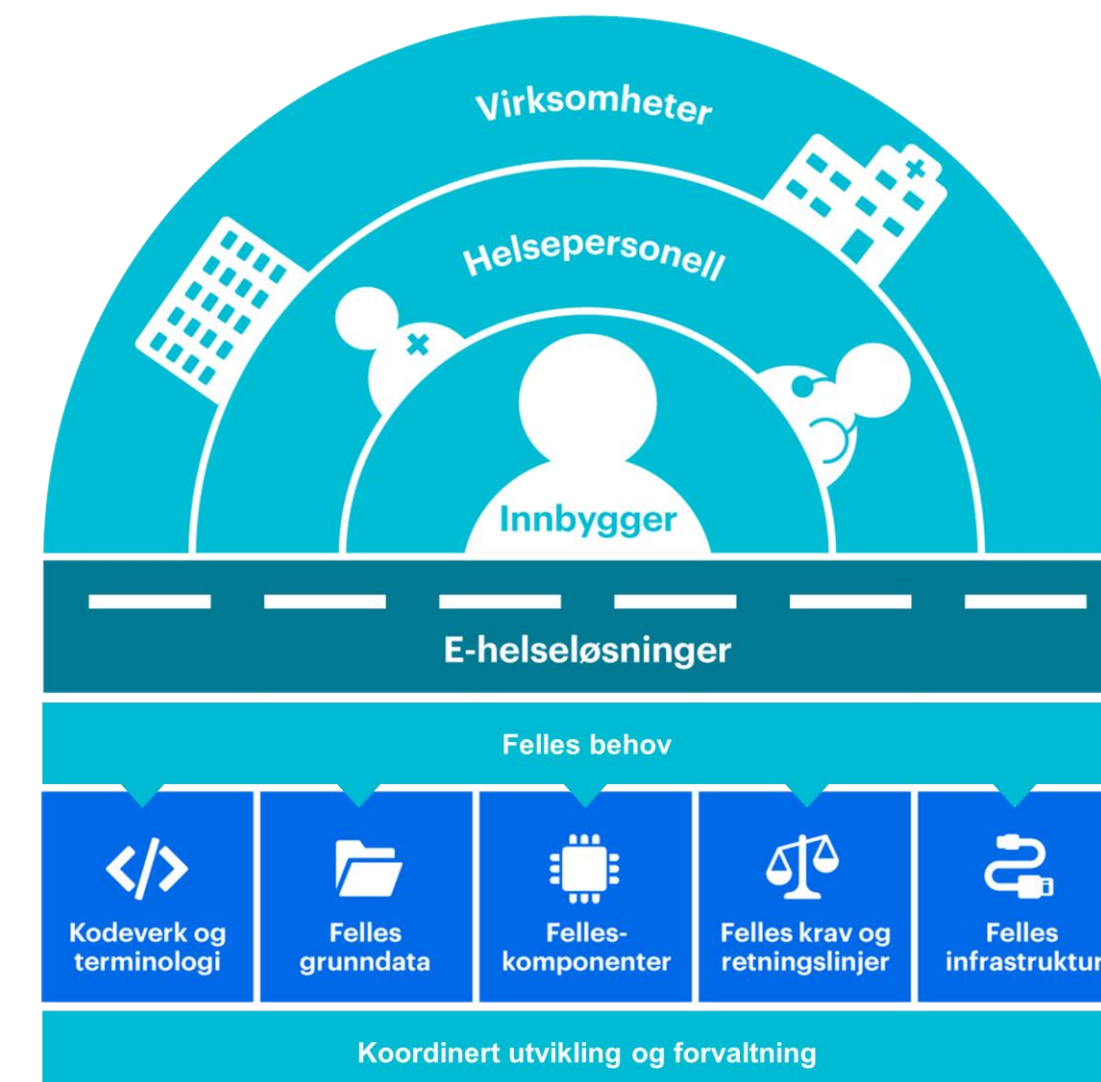 Virksomheter
Helsepersonell
Innbygger
E-helseløsninger
Felles behov
Kodeverk og
terminologi
Felles
grunndata
Felles-
komponenter
Felles krav og
retningslinjer
Felles
infrastruktur
Koordinert utvikling og forvaltning